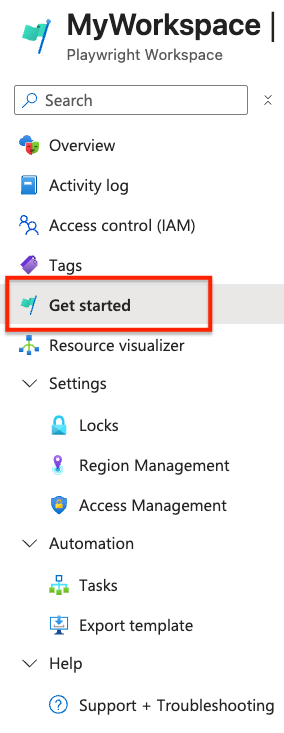 MyWorkspace |
Playwright Workspace
Search
Overview
Activity log
Access control (IAM)
Tags
Get started
Resource visualizer
Settings
Locks
Region Management
Access Management
Automation
Tasks
Export template
Help
Support + Troubleshooting